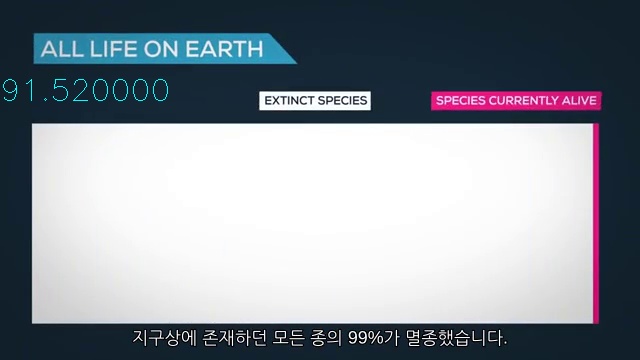 ALL LIFE ON EARTH
91.520000
EXTINCT SPECIES
SPECIES CURRENTLY ALIVE
지구상에 존재하던 모든 종의 99%가 멸종했습니다.